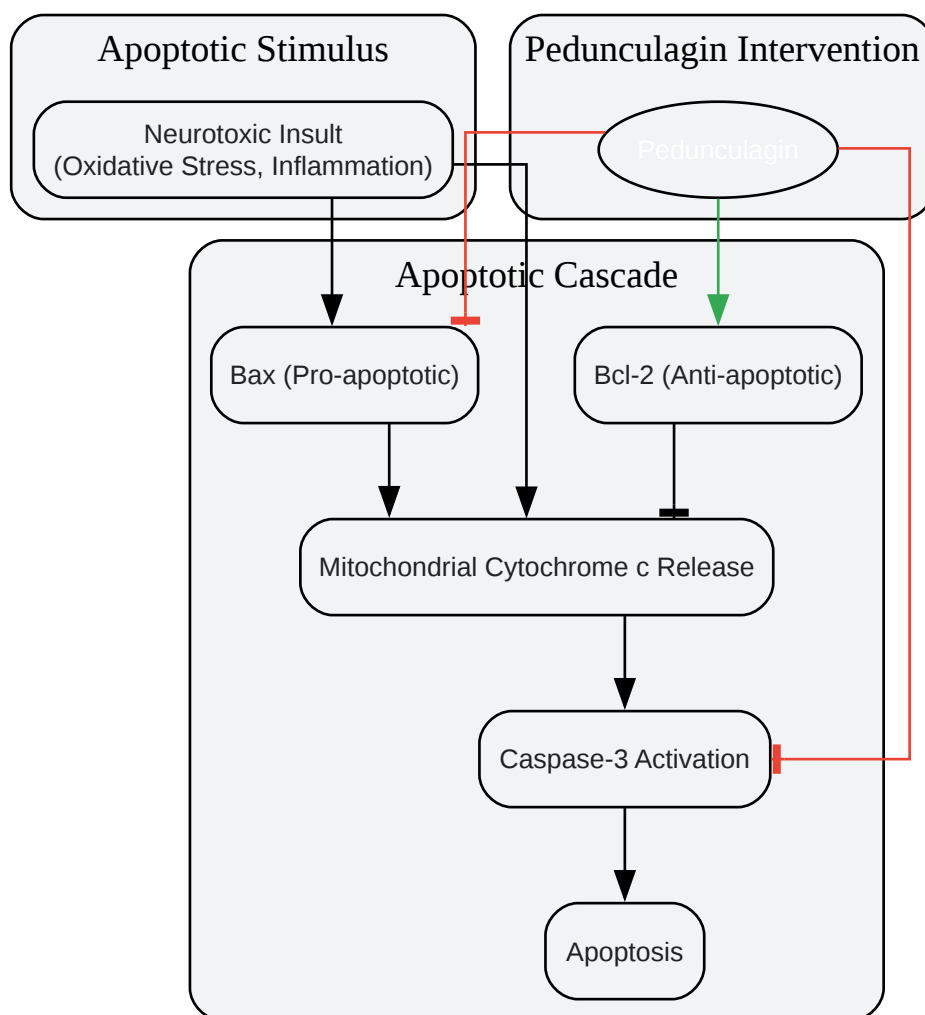 Apoptotic Stimulus
Pedunculagin Intervention
Neurotoxic Insult
(Oxidative Stress, Inflammation)
Pedunculagin
Apoptotic Cascade
Bax (Pro-apoptotic)
Bcl-2 (Anti-apoptotic)
Mitochondrial Cytochrome c Release
Caspase-3 Activation
Apoptosis